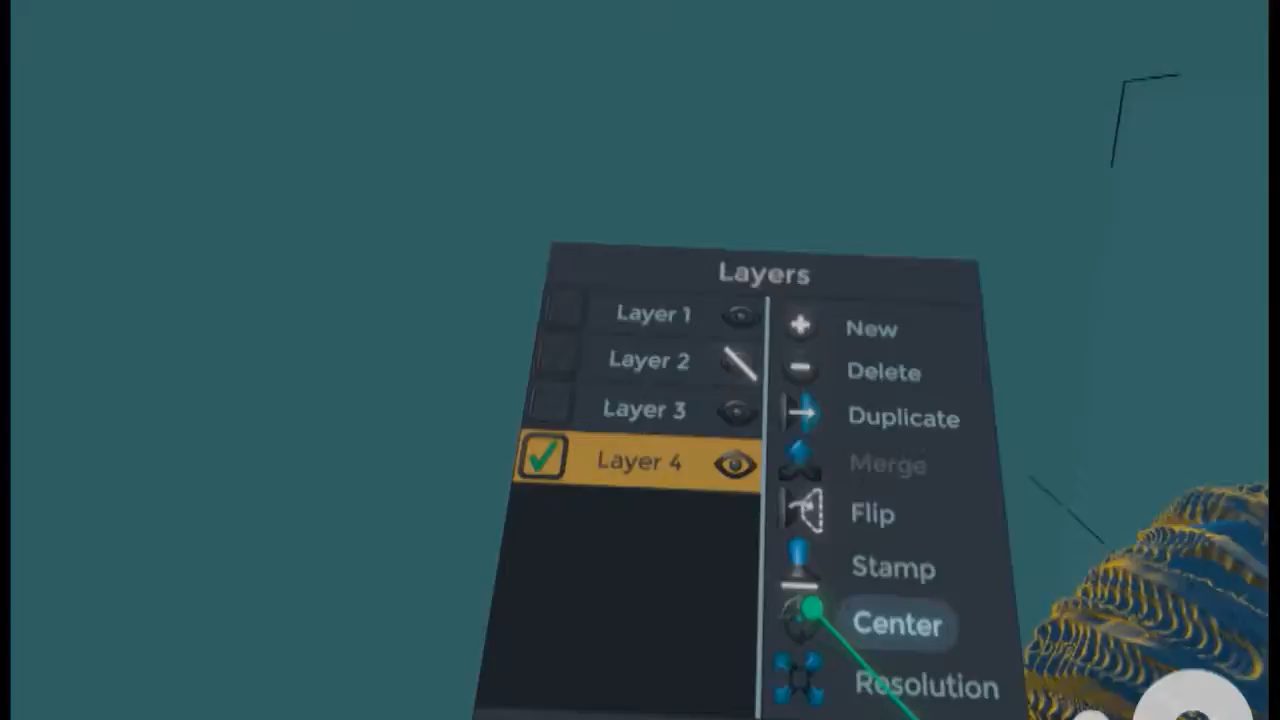 Layers
Layer 1
Layer 2
Layer 3
Layer 4
New
Delete
Duplicate
Merge
Flip
Stamp
Center
Resolution